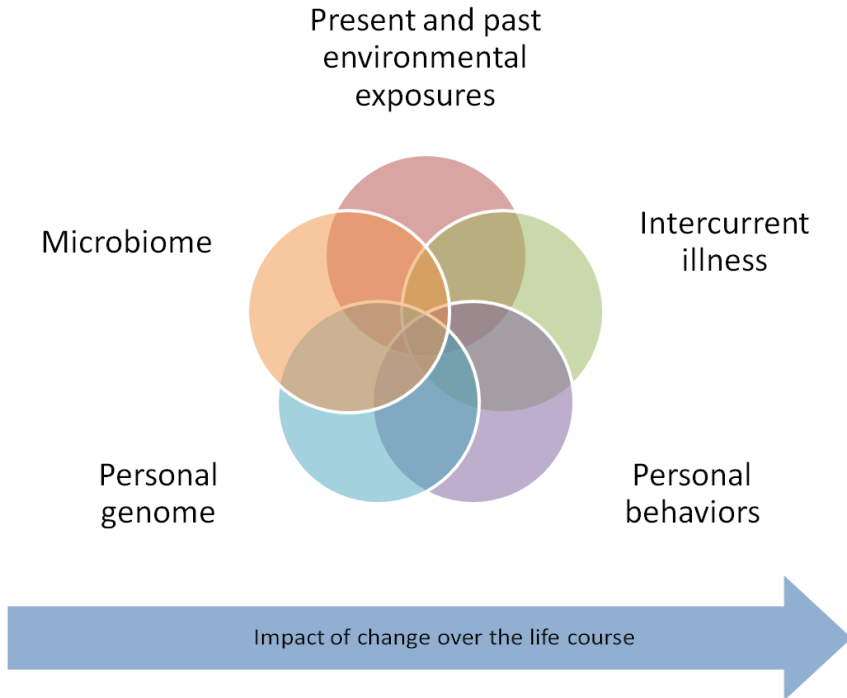 Present and past
environmental
exposures
Microbiome
Intercurrent
illness
Personal
genome
Personal
behaviors
Impact of change over the life course